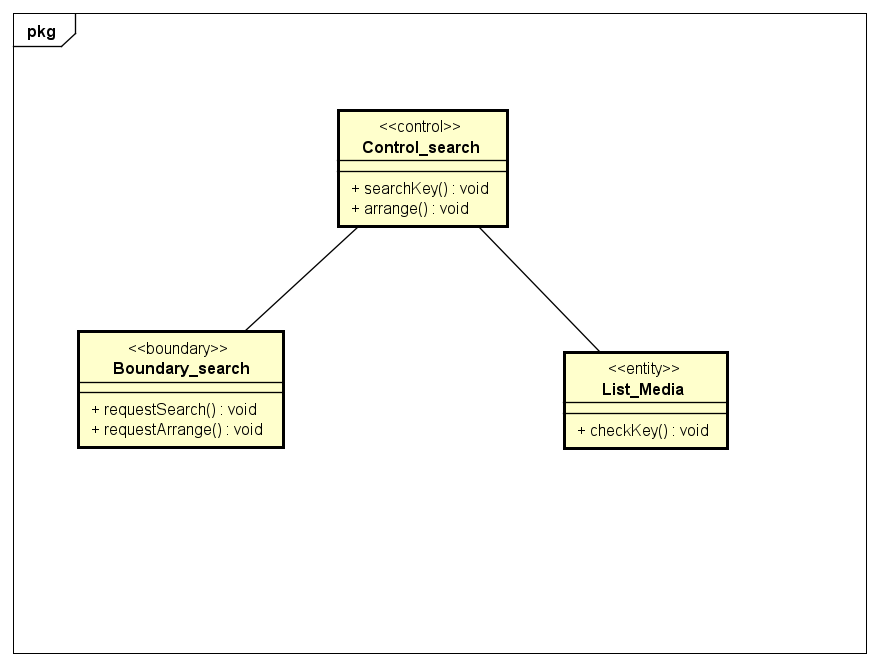 pkg
<<control>>
Control_search
+ searchKey() : void
+ arrange() : void
<<boundary>>
Boundary_search
+ requestSearch() : void
+ requestArrange() : void
<<entity>>
List_Media
+ checkKey() : void